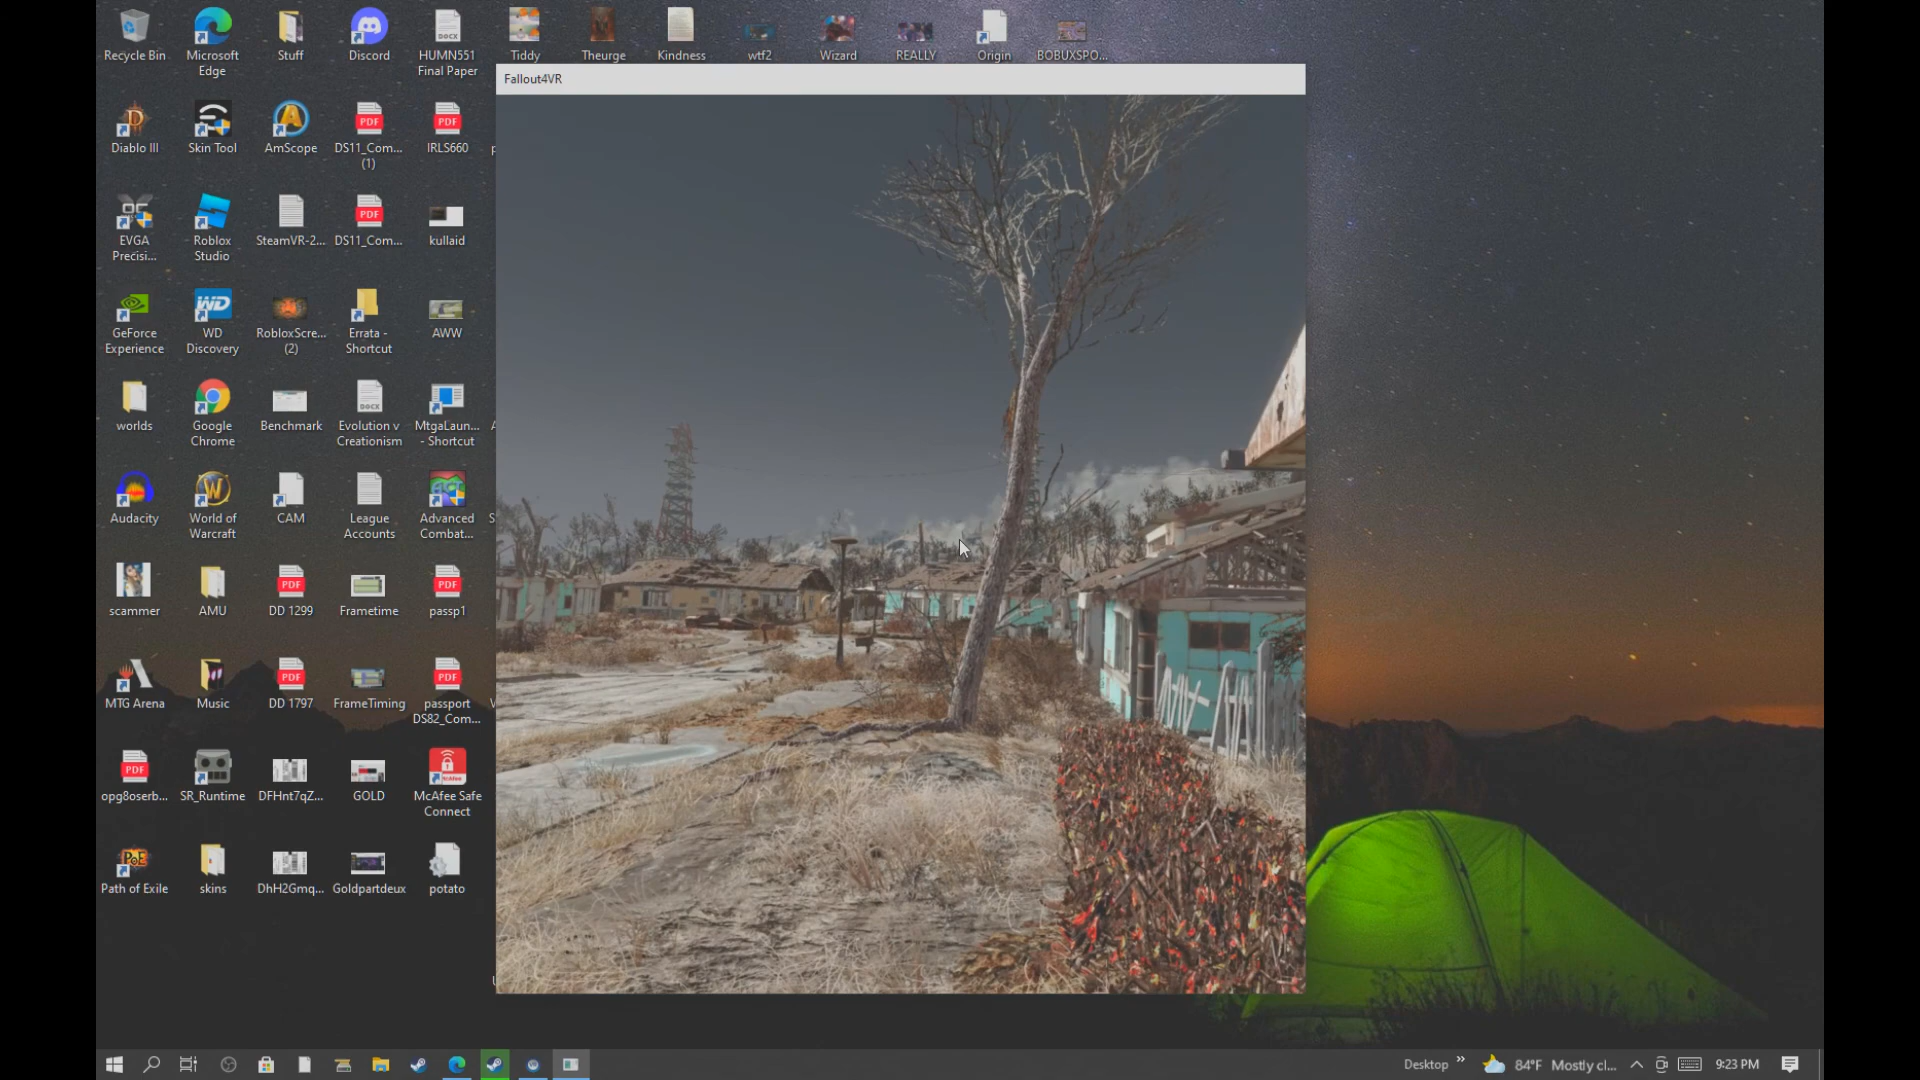 Recycle Bin
Microsoft
Edge
Stuff
Discord
HUMN551
Final Paper
Tiddy
Theurge
Kindness
wtf2
Wizard
REALLY
Origin
BOBUXSPO...
Fallout4VR
Diablo III
Skin Tool
AmScope
DS11_Com...
(1)
IRLS660
EVGA
Precisi...
Roblox
Studio
SteamVR-2...
DS11_Com...
kullaid
GeForce
Experience
WD
Discovery
RobloxScre...
(2)
Errata -
Shortcut
AWW
worlds
Google
Chrome
Benchmark
Evolution v
Creationism
MtgaLaun...
- Shortcut
Audacity
World of
Warcraft
CAM
League
Accounts
Advanced
Combat...
scammer
AMU
DD 1299
Frametime
passp1
MTG Arena
Music
DD 1797
FrameTiming
passport
DS82_Com...
opg8oserb...
SR_Runtime
DFHnt7qZ...
GOLD
McAfee Safe
Connect
Path of Exile
skins
DhH2Gmq...
Goldpartdeux
potato
Desktop
84°F Mostly cl...
9:23 PM